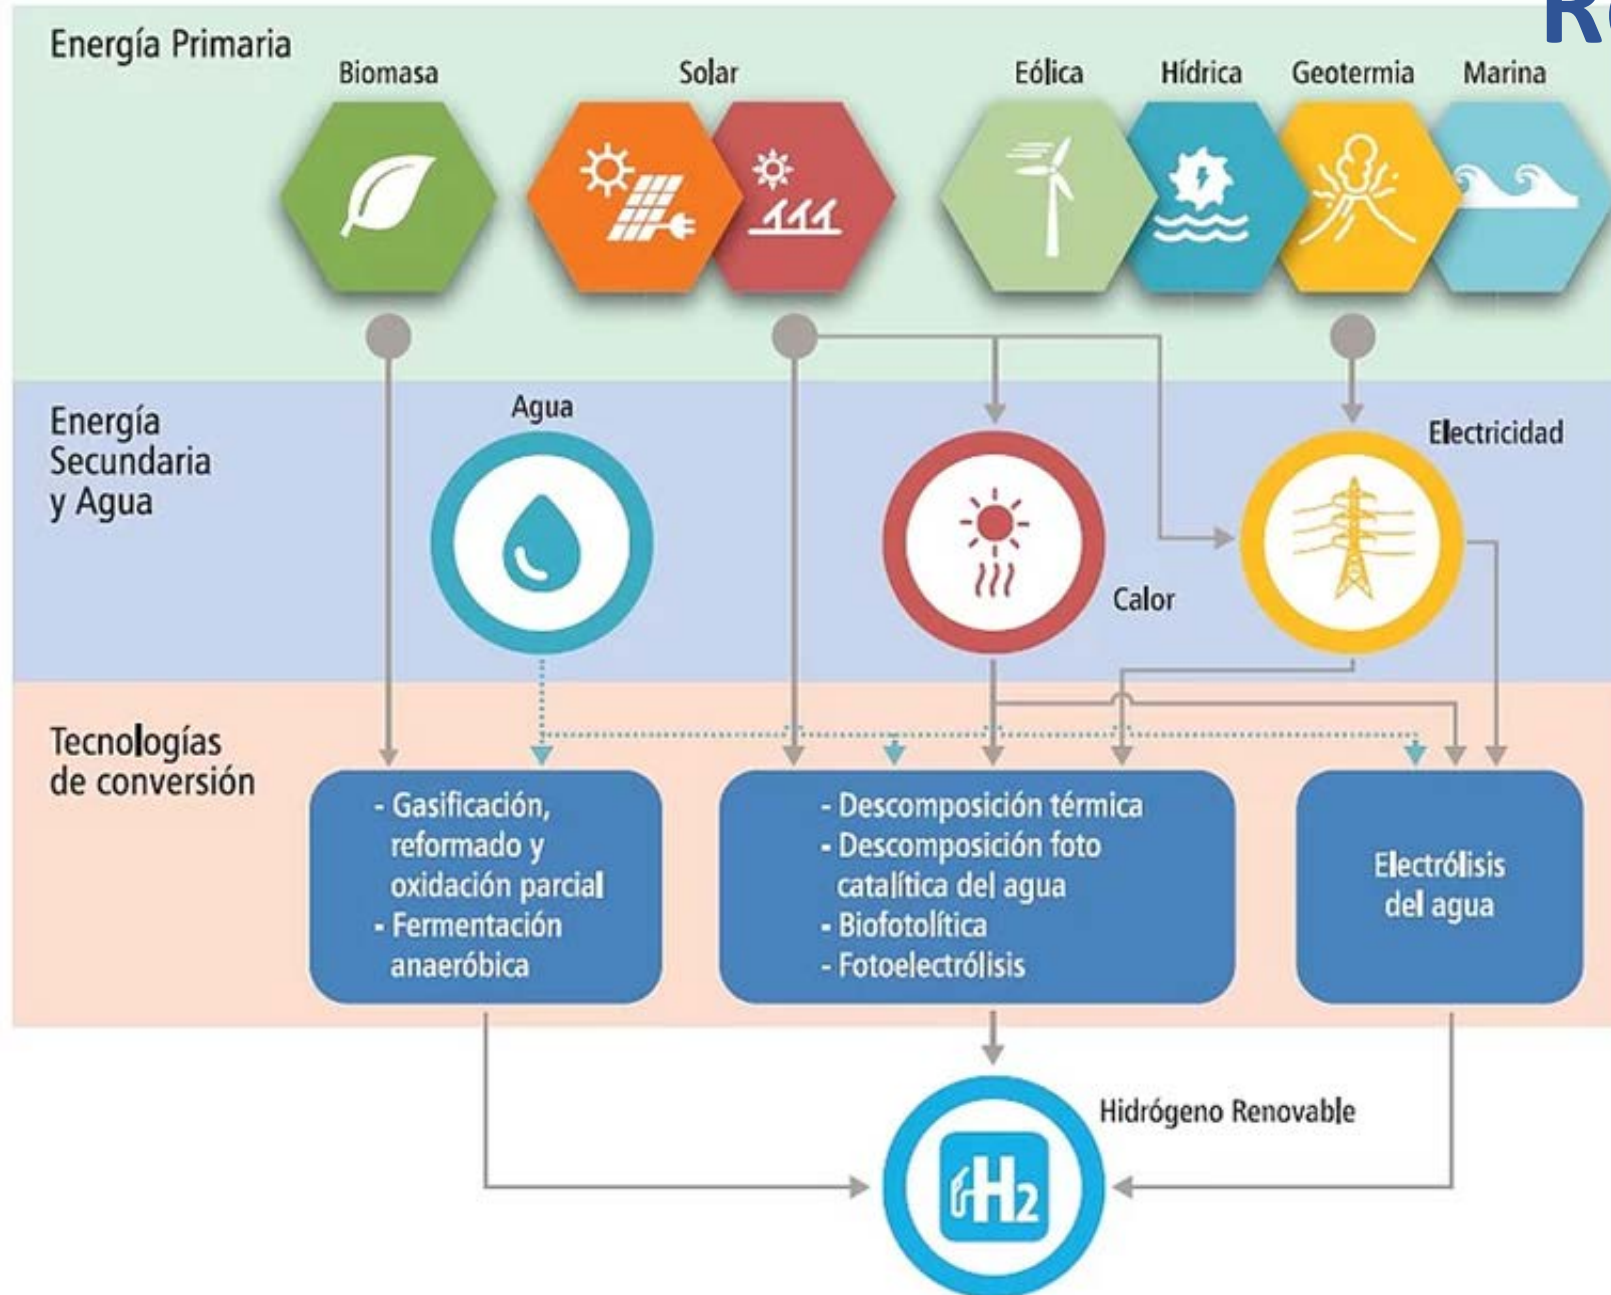 Energía Primaria
Biomasa
Solar
Eólica
Hídrica
Geotermia
Marina
Energía
Secundaria
y Agua
Agua
Calor
Electricidad
Tecnologías
de conversión
- Gasificación,
reformado y
oxidación parcial
- Fermentación
anaeróbica
- Descomposición térmica
- Descomposición foto
catalítica del agua
- Biofotolítica
- Fotoelectrólisis
Electrólisis
del agua
Hidrógeno Renovable
H2